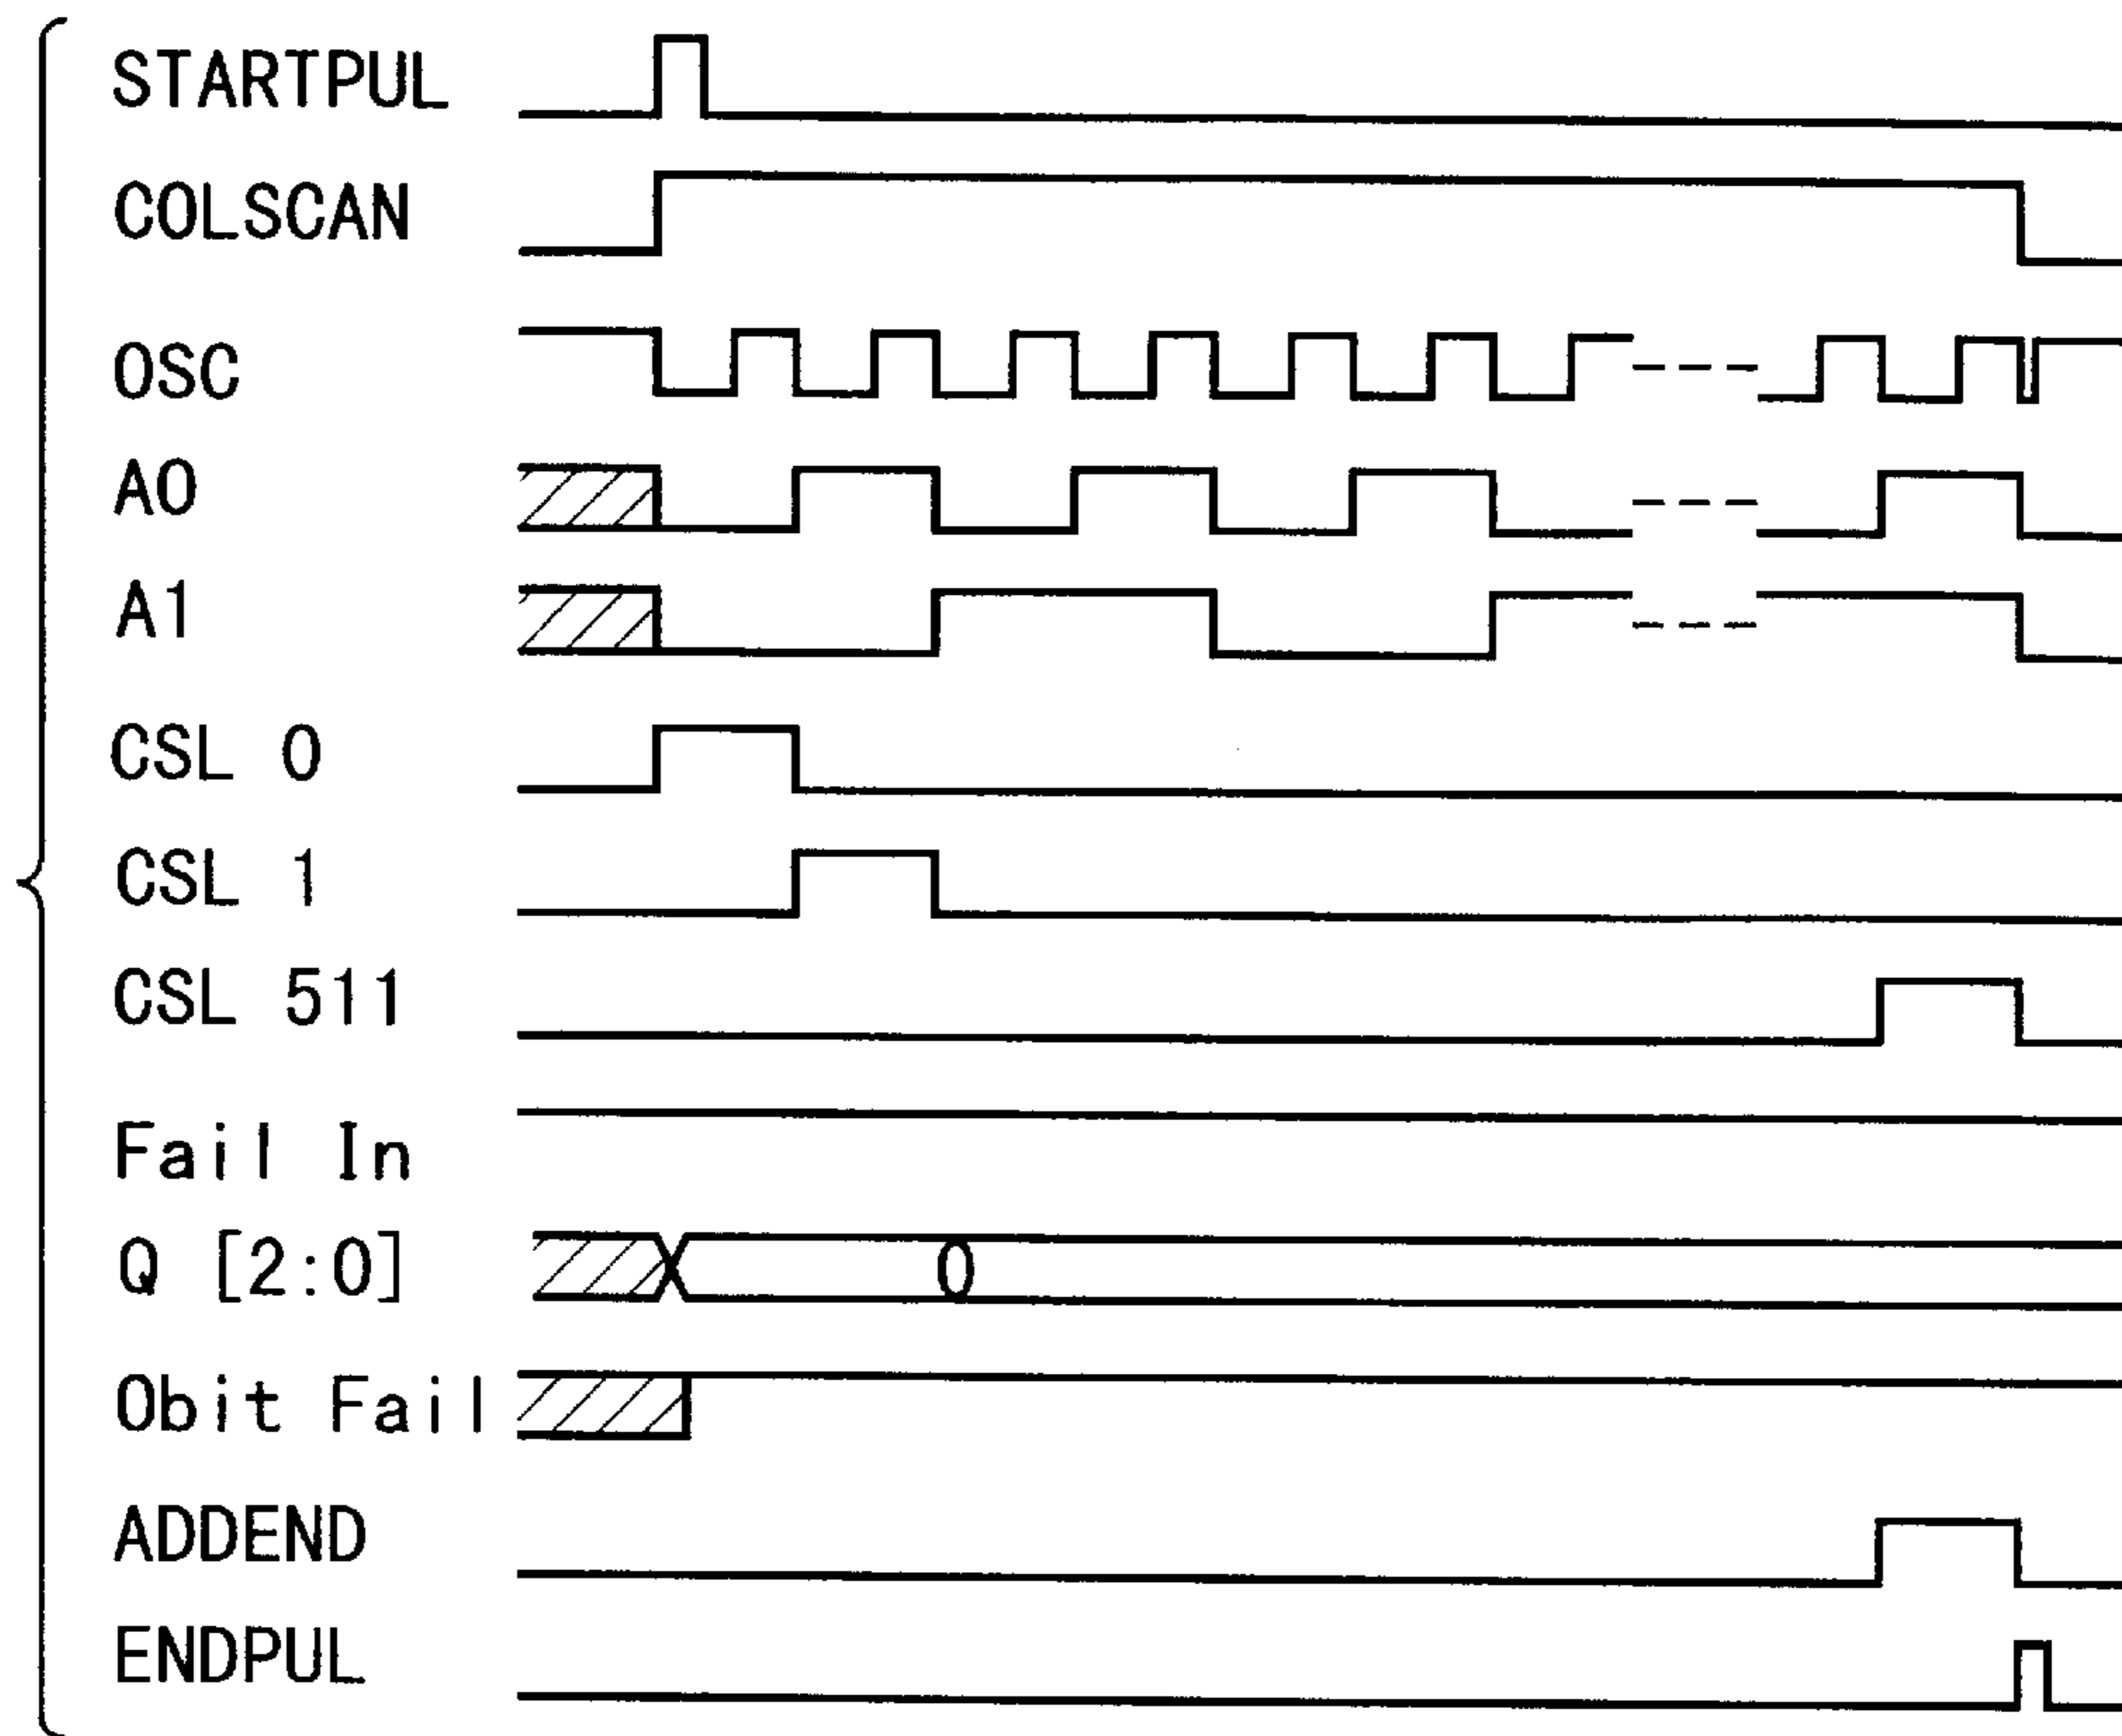 STARTPUL
COLSCAN
OSC
A0
A1
CSL 0
CSL 1
CSL 511
Fail In
Q [2:0]
0
0bit Fail
ADDEND
ENDPUL